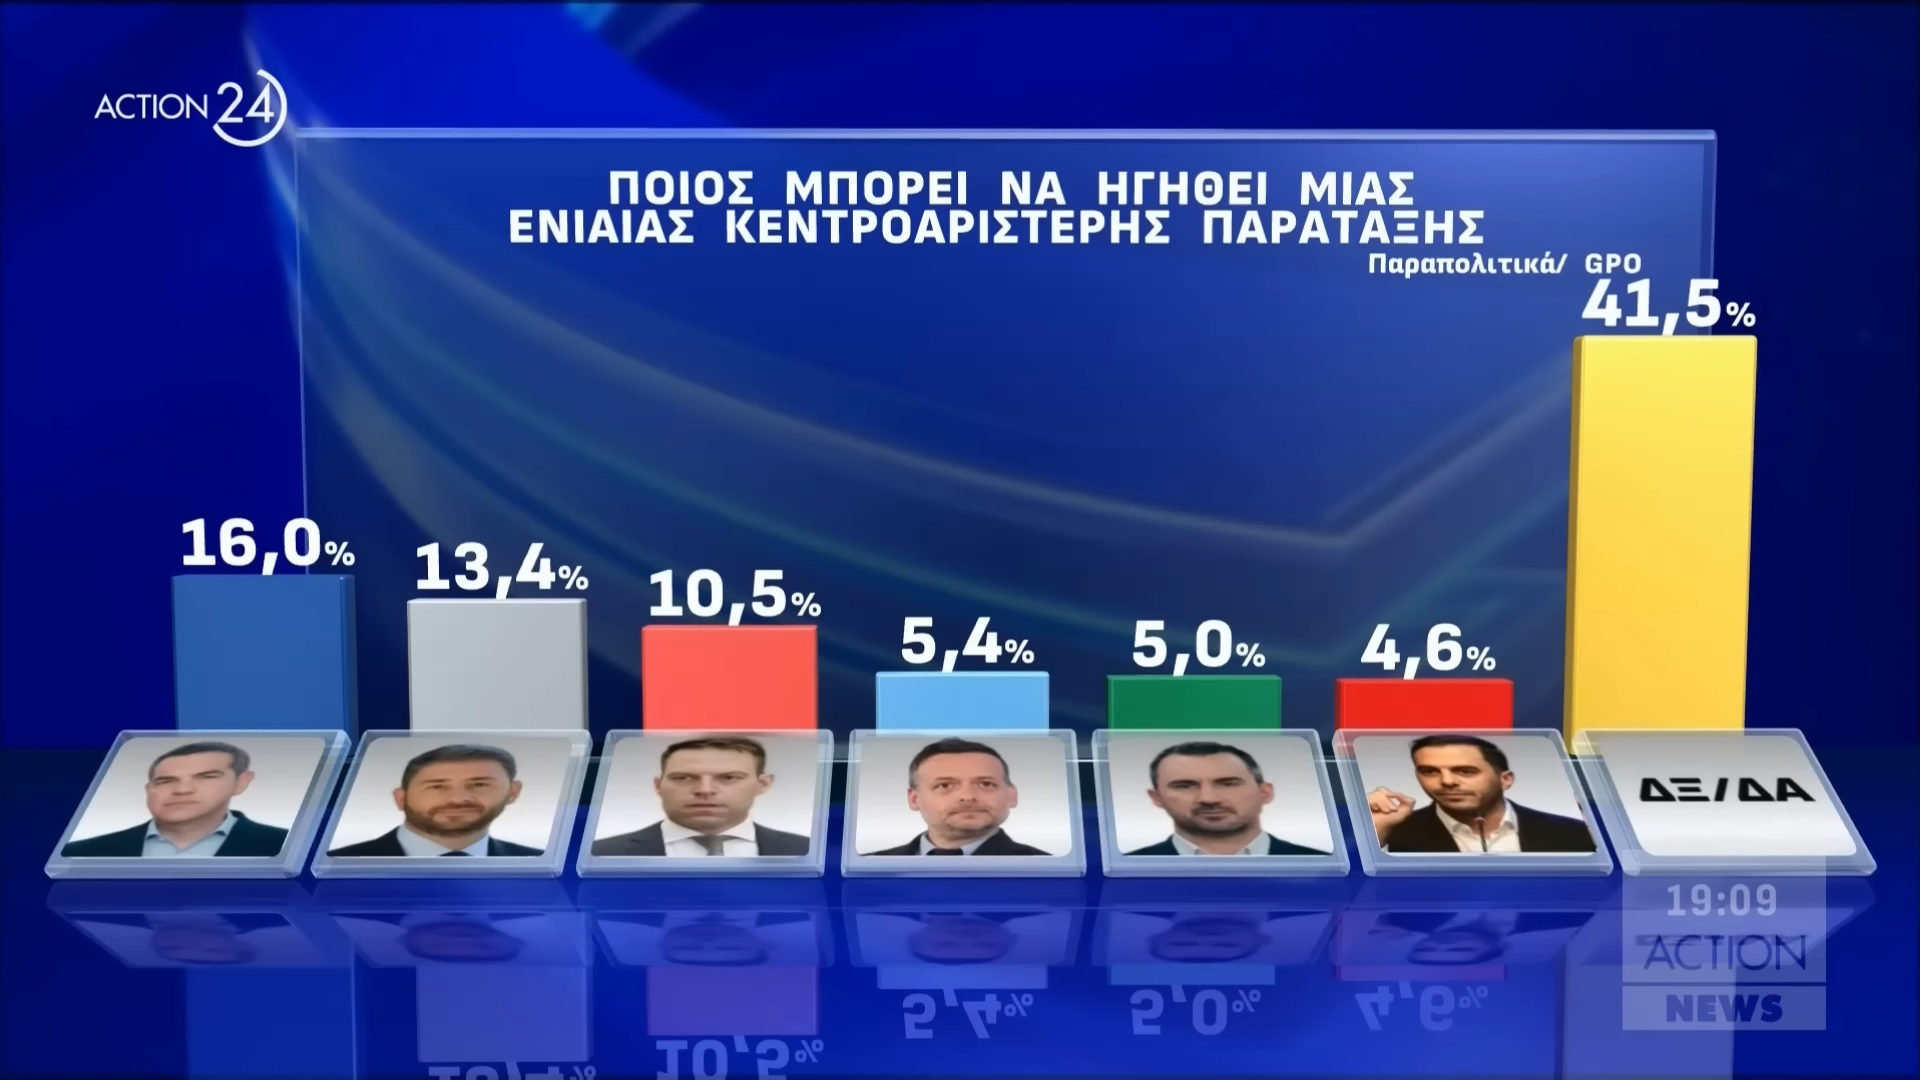 ACTION 24
ΠΟΙΟΣ ΜΠΟΡΕΙ ΝΑ ΗΓΗΘΕΙ ΜΙΑΣ
ΕΝΙΑΙΑΣ ΚΕΝΤΡΟΑΡΙΣΤΕΡΗΣ ΠΑΡΑΤΑΞΗΣ
Παραπολιτικά/ GPO
41,5%
16,0%
13,4%
10,5%
5,4%
5,0%
4,6%
ΔΞ/ΔΑ
19:09
ACTION
NEWS